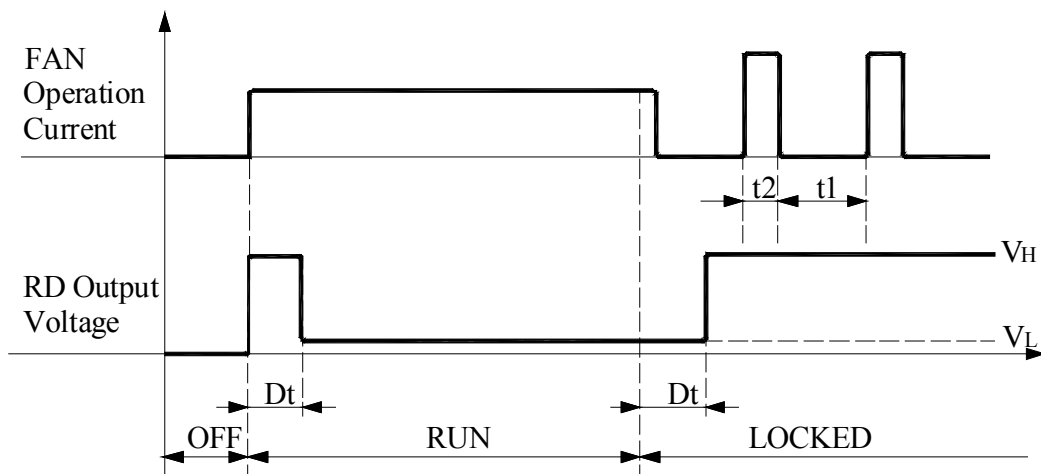 FAN
Operation
Current
t2
t1
RD Output
Voltage
VH
VL
Dt
Dt
OFF
RUN
LOCKED